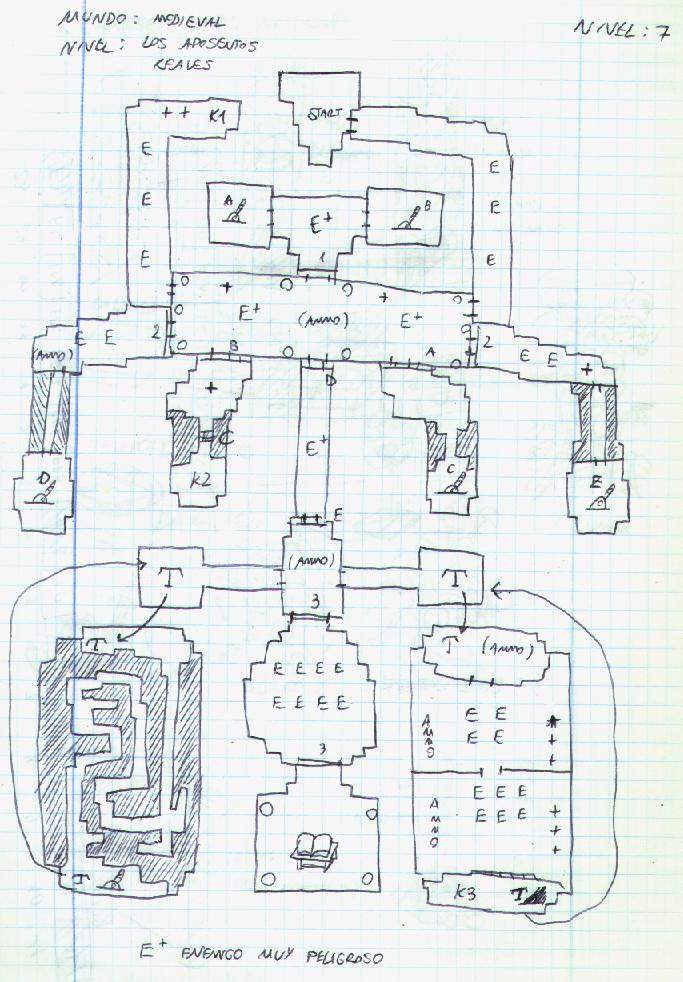 MUNDO: MEDIEVAL
NIVEL: 7
NIVEL: LOS APOSENTOS
REALES
+ + K1
START
E
E
E
E
E
E
A
B
E+
1
+
+
E+
(AMMO)
E+
2
2
E E
(AMMO)
B
D
A
E E
+
+
C
K2
E+
C
D
E
E
(AMMO)
T
T
3
T
T
(AMMO)
E E E E
E E E E
A
M
M
O
E E
E E
+
+
+
3
A
M
M
O
E E E
E E E
+
+
+
T
K3
T
E+ ENEMIGO MUY PELIGROSO